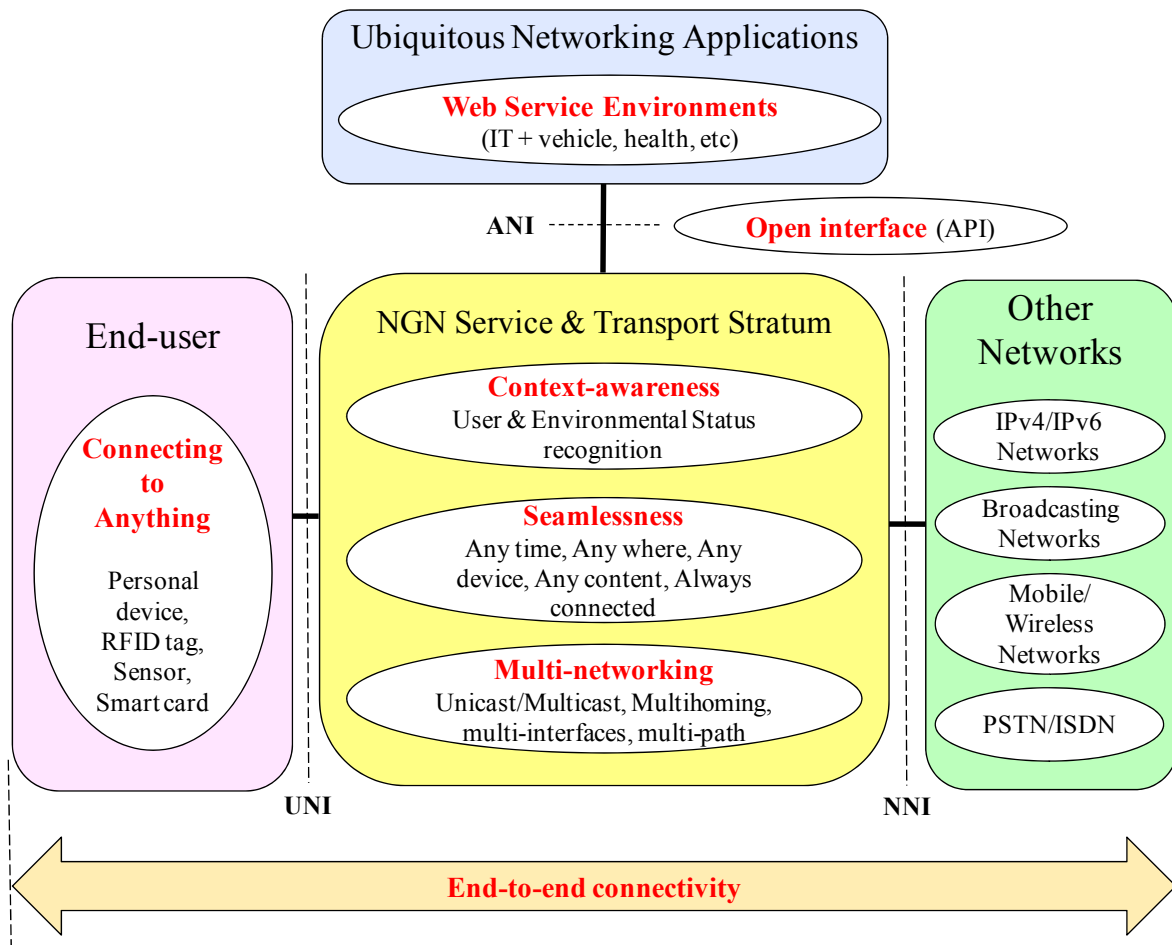 Ubiquitous Networking Applications
Web Service Environments
(IT + vehicle, health, etc)
ANI
Open interface (API)
End-user
Connecting
to
Anything
Personal
device,
RFID tag,
Sensor,
Smart card
UNI
NGN Service & Transport Stratum
Context-awareness
User & Environmental Status
recognition
Seamlessness
Any time, Any where, Any
device, Any content, Always
connected
Multi-networking
Unicast/Multicast, Multihoming,
multi-interfaces, multi-path
NNI
Other
Networks
IPv4/IPv6
Networks
Broadcasting
Networks
Mobile/
Wireless
Networks
PSTN/ISDN
End-to-end connectivity